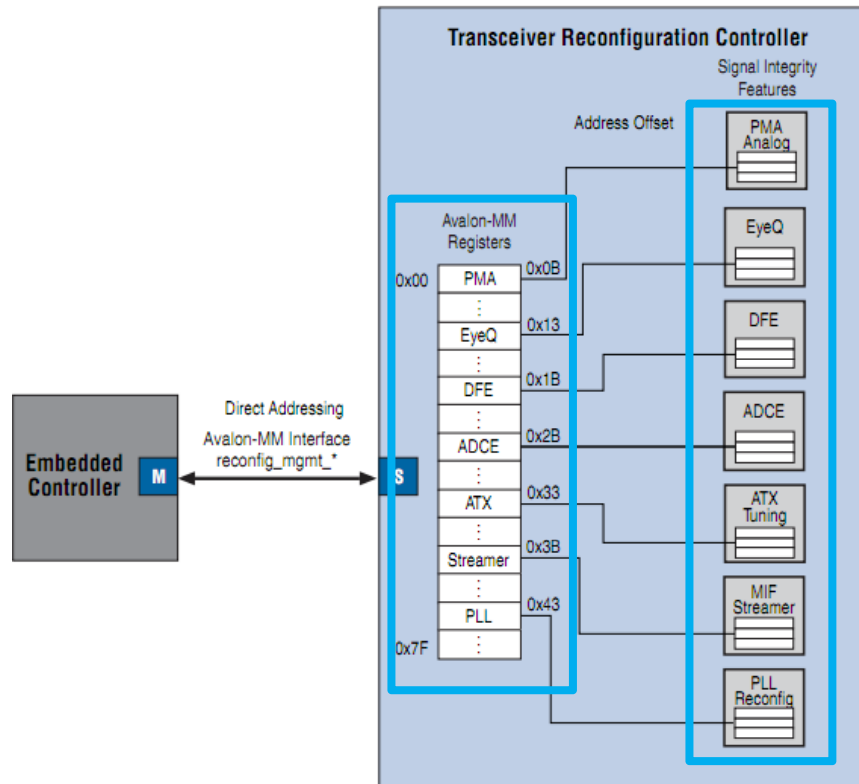 Transceiver Reconfiguration Controller
Signal Integrity
Features
Address Offset
PMA
Analog
EyeQ
DFE
ADCE
ATX
Tuning
MIF
Streamer
PLL
Reconfig
Avalon-MM
Registers
0x00
PMA
0x0B
EyeQ
0x13
DFE
0x1B
ADCE
0x2B
ATX
0x33
Streamer
0x3B
PLL
0x43
0x7F
Embedded
Controller
M
Direct Addressing
Avalon-MM Interface
reconfig_mgmt_*
S